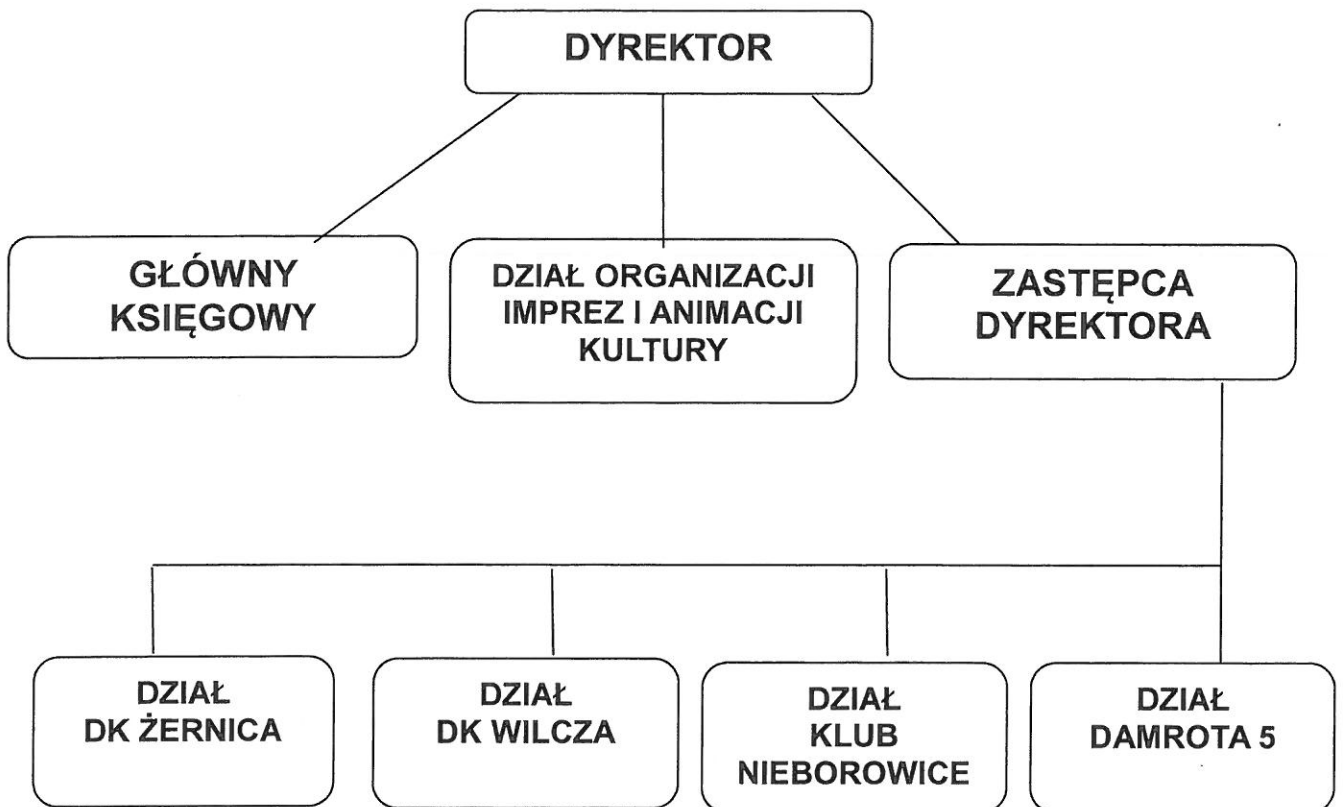 DYREKTOR
GŁÓWNY
KSIĘGOWY
DZIAŁ ORGANIZACJI
IMPREZ I ANIMACJI
KULTURY
ZASTĘPCA
DYREKTORA
DZIAŁ
DK ŻERNICA
DZIAŁ
DK WILCZA
DZIAŁ
KLUB
NIEBOROWICE
DZIAŁ
DAMROTA 5